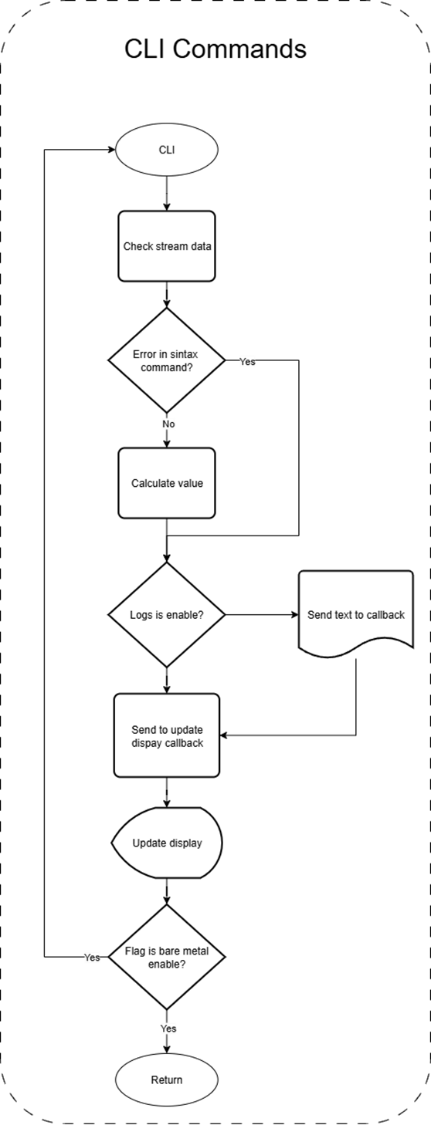 CLI Commands
CLI
Check stream data
Error in sintax
command?
Yes
No
Calculate value
Logs is enable?
Send text to callback
Send to update
dispay callback
Update display
Flag is bare metal
enable?
Yes
Yes
Return